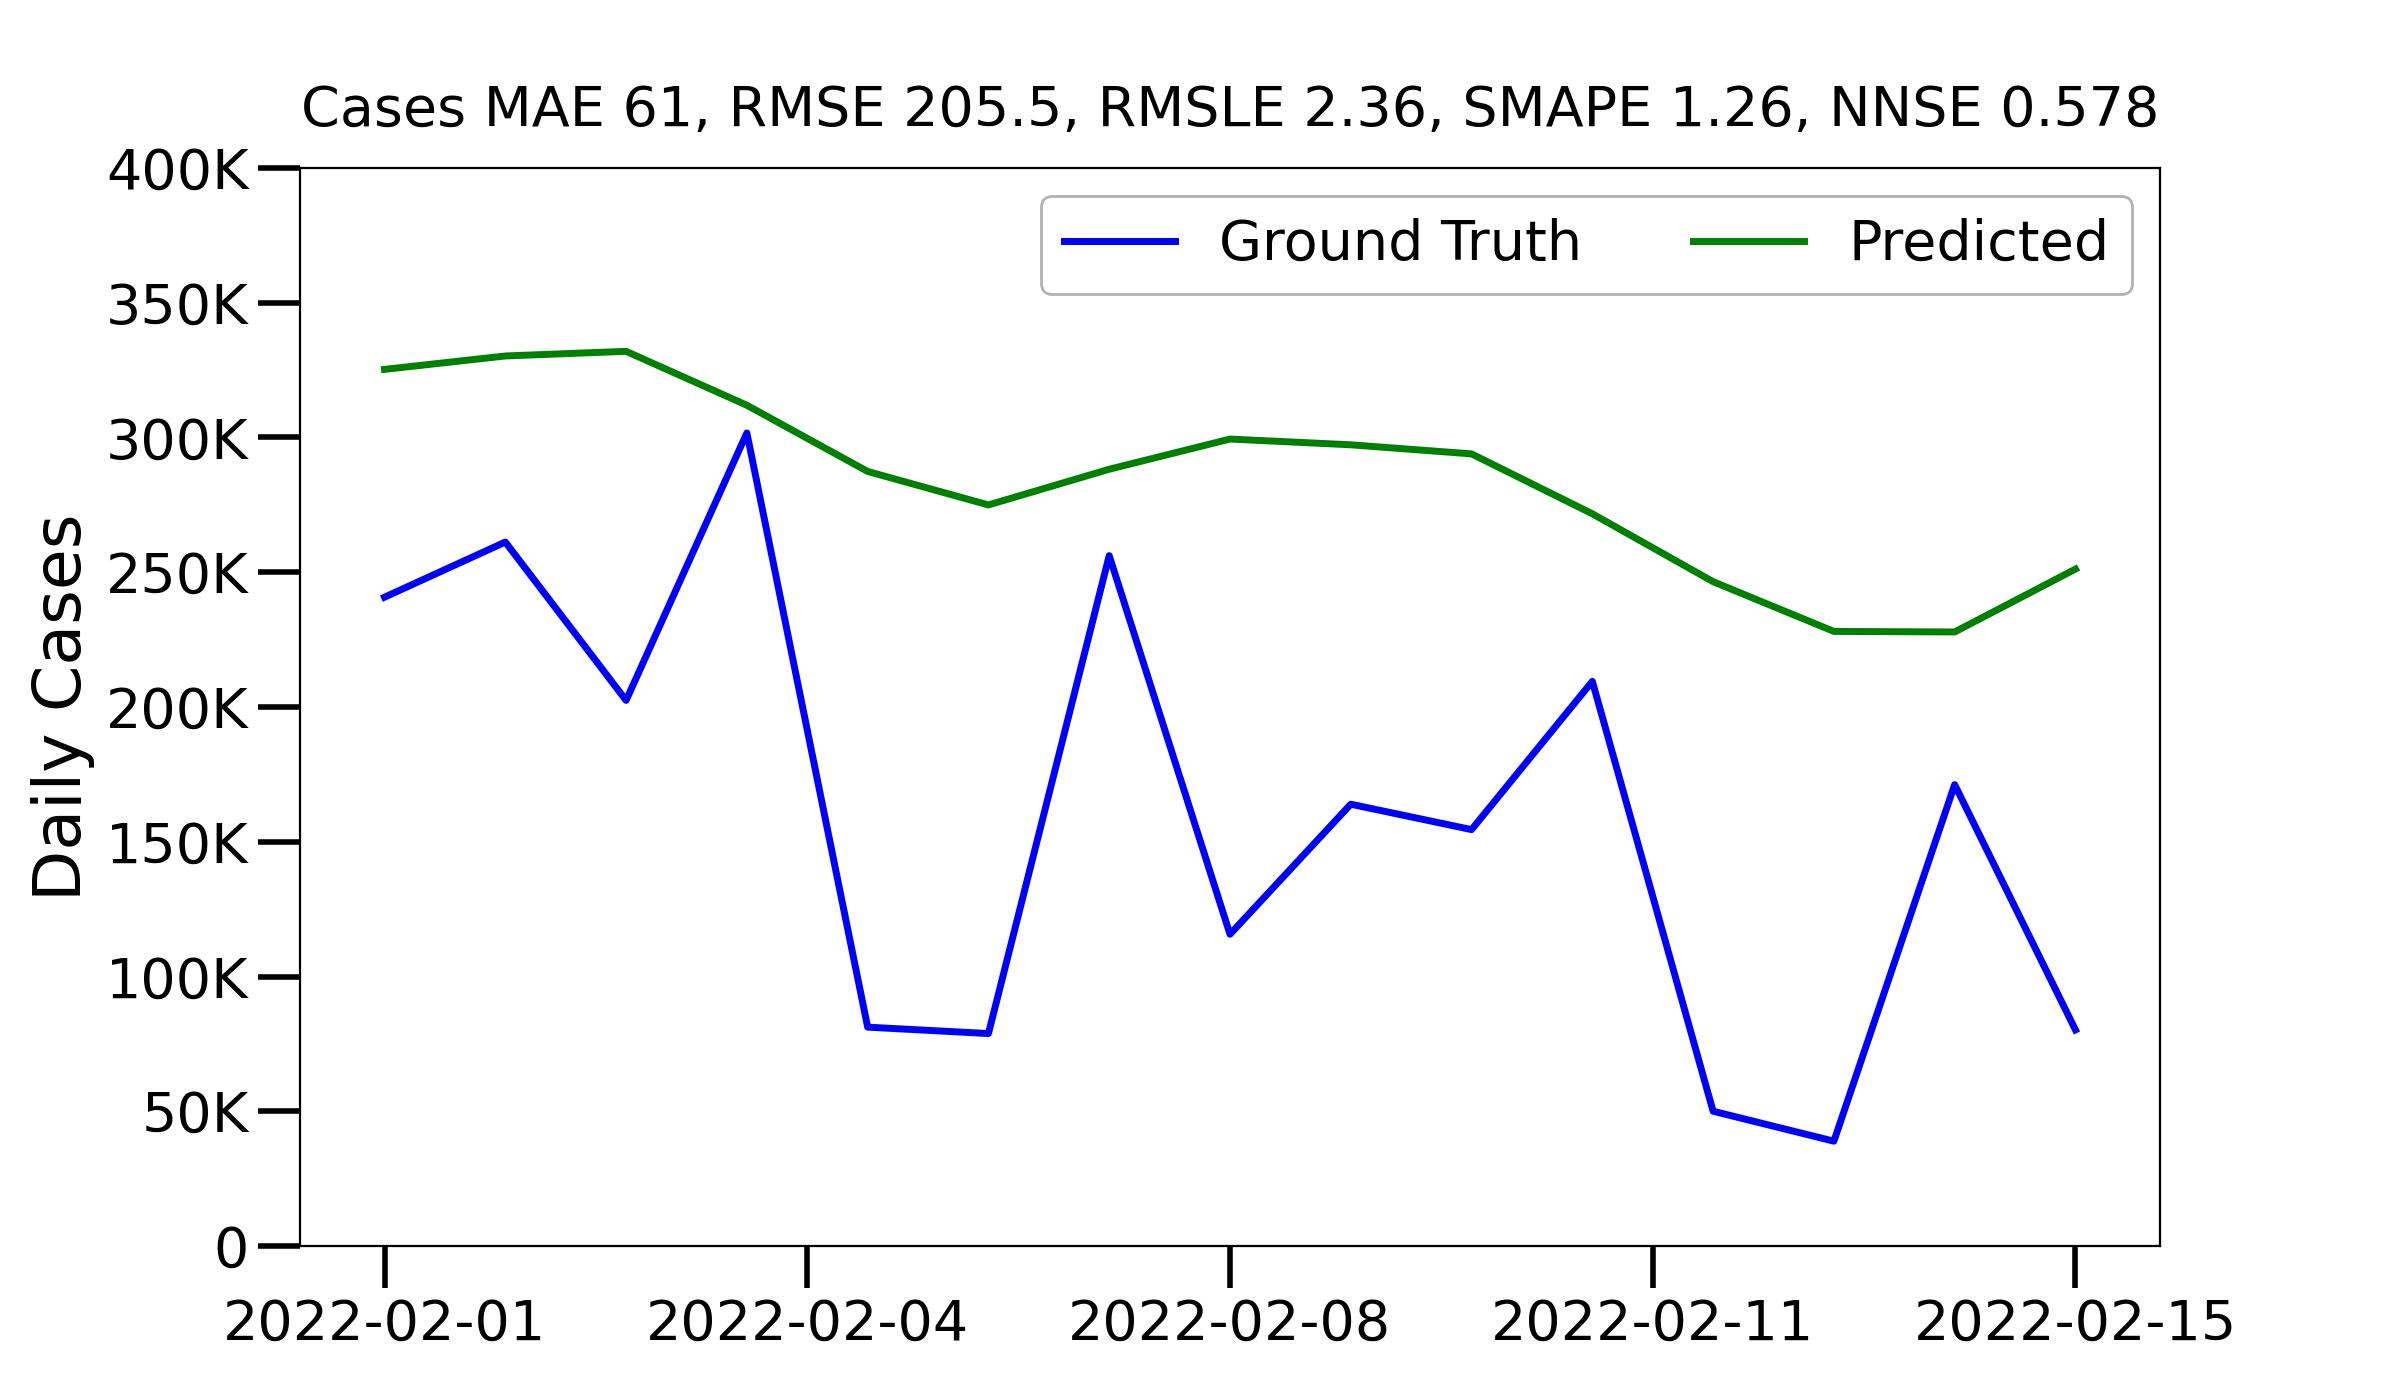 Cases MAE 61, RMSE 205.5, RMSLE 2.36, SMAPE 1.26, NNSE 0.578
Ground Truth Predicted
Daily Cases
400K
350K
300K
250K
200K
150K
100K
50K
0
2022-02-01 2022-02-04 2022-02-08 2022-02-11 2022-02-15